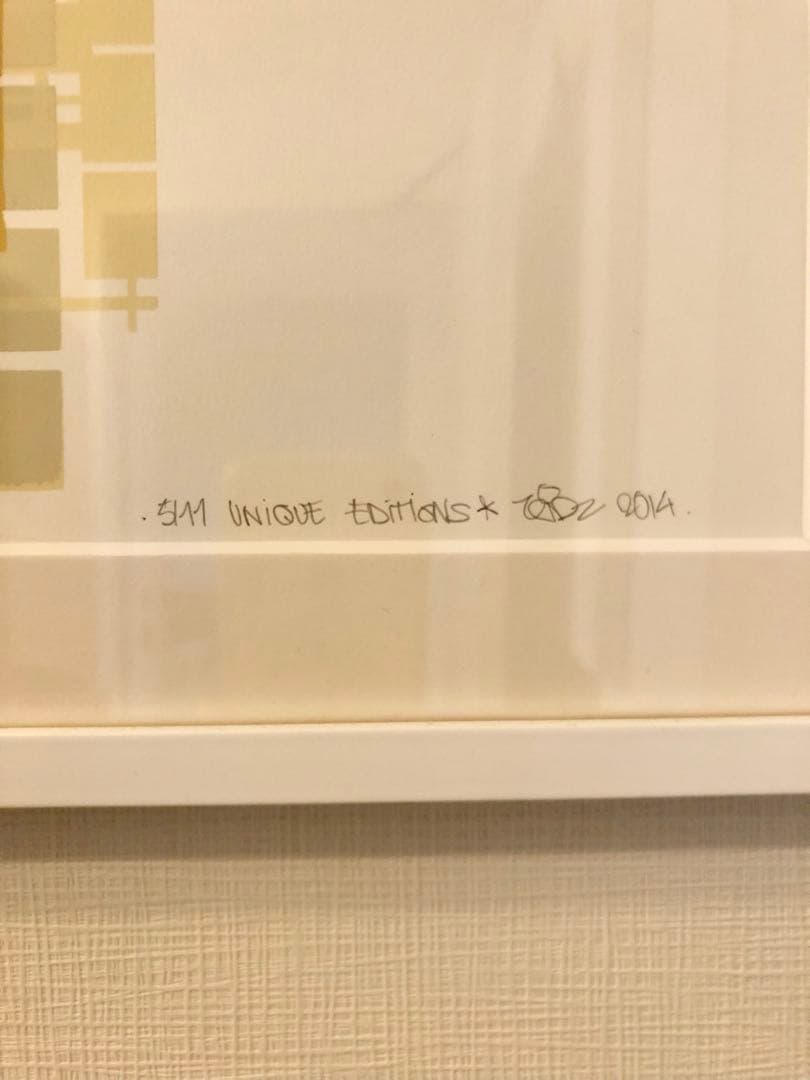 . 5/11 UNiQUE EDiTiONS * 2014 .